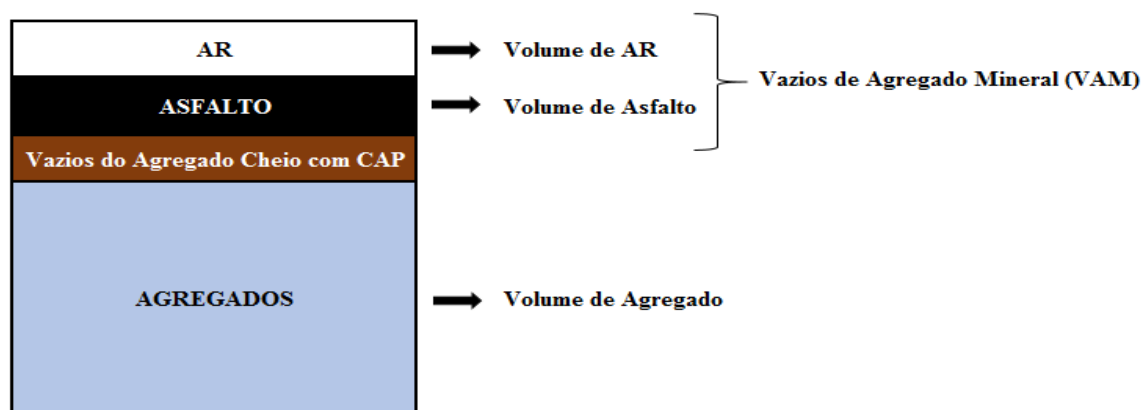 AR
Volume de AR
Vazios de Agregado Mineral (VAM)
ASFALTO
Volume de Asfalto
Vazios do Agregado Cheio com CAP
AGREGADOS
Volume de Agregado